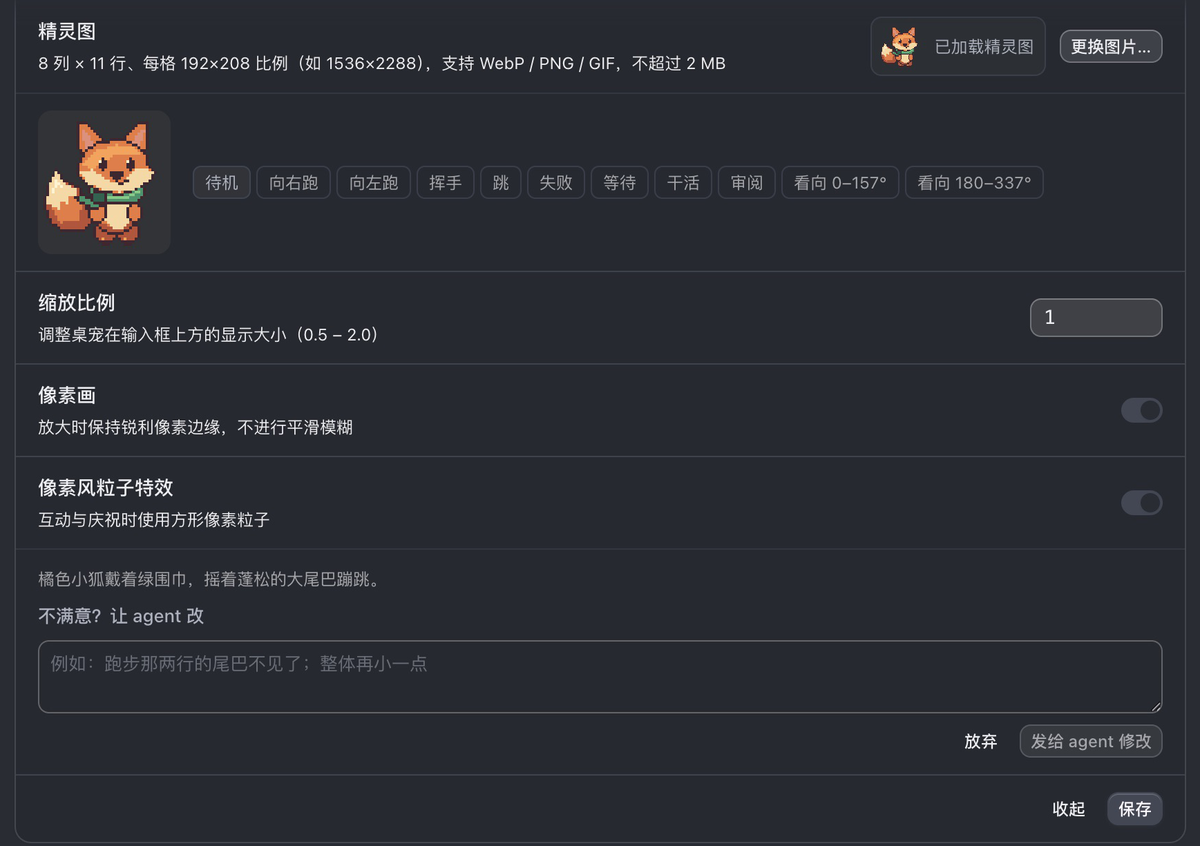 精灵图
8 列 × 11 行、每格 192×208 比例（如 1536×2288），支持 WebP / PNG / GIF，不超过 2 MB
已加载精灵图
更换图片...
待机
向右跑
向左跑
挥手
跳
失败
等待
干活
审阅
看向 0–157°
看向 180–337°
缩放比例
调整桌宠在输入框上方的显示大小（0.5 – 2.0）
1
像素画
放大时保持锐利像素边缘，不进行平滑模糊
像素风粒子特效
互动与庆祝时使用方形像素粒子
橘色小狐戴着绿围巾，摇着蓬松的大尾巴蹦跳。
不满意？让 agent 改
例如：跑步那两行的尾巴不见了；整体再小一点
放弃
发给 agent 修改
收起
保存